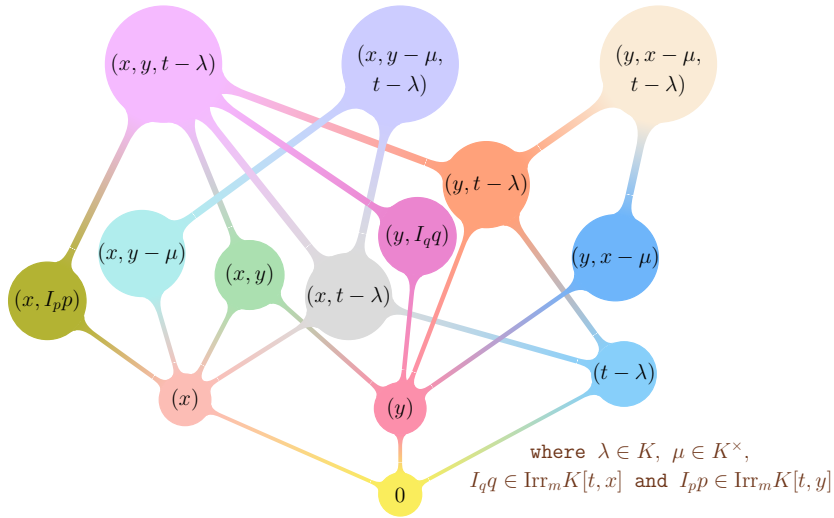 (x, y, t − λ)
(x, y − μ,
t − λ)
(y, x − μ,
t − λ)
(y, t − λ)
(x, y − μ)
(y, I_q q)
(y, x − μ)
(x, y)
(x, I_p p)
(x, t − λ)
(t − λ)
(x)
(y)
0
where λ ∈ K, μ ∈ K^×,
I_q q ∈ Irr_m K[t, x] and I_p p ∈ Irr_m K[t, y]